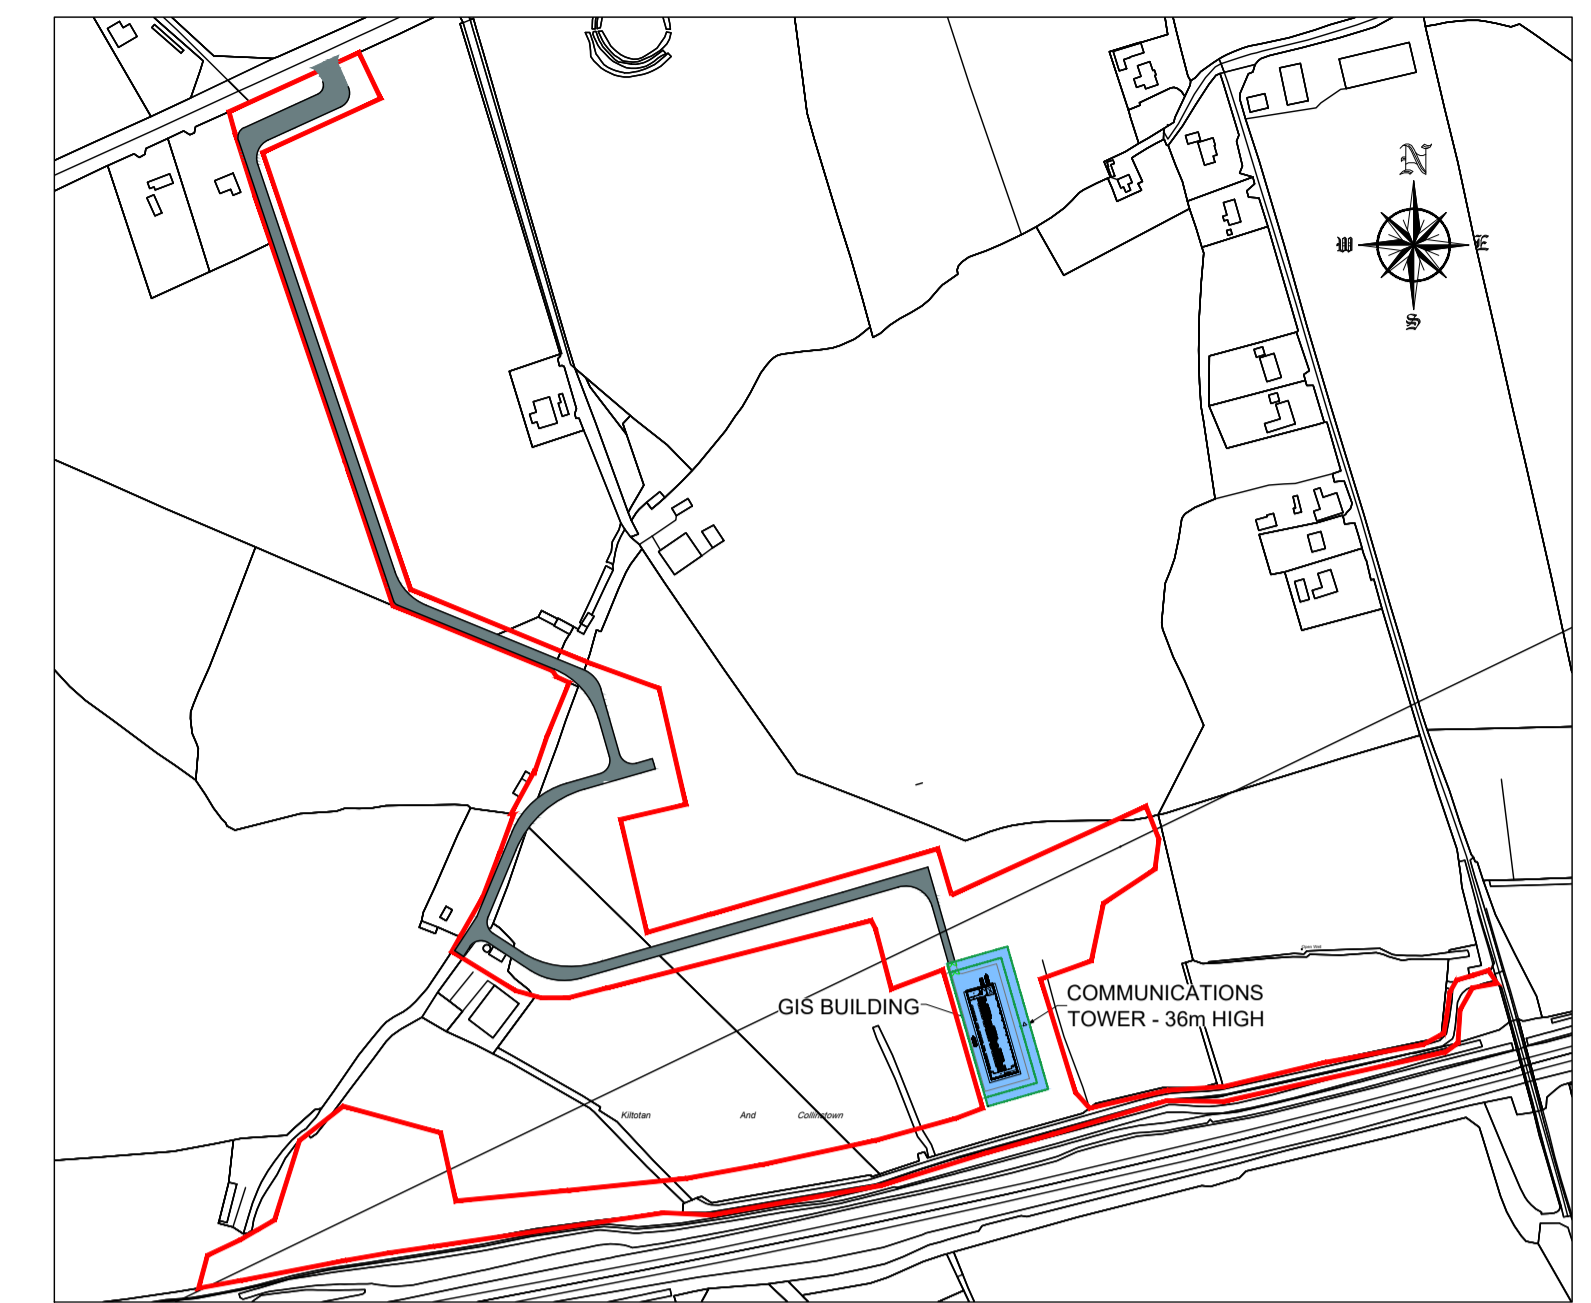 N
W
E
S
GIS BUILDING
COMMUNICATIONS
TOWER - 36m HIGH
Kiltotan And Collinstown